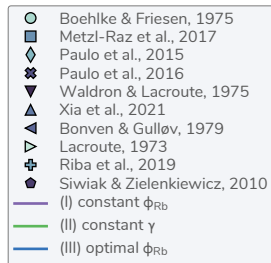 Boehlke & Friesen, 1975
Metzl-Raz et al., 2017
Paulo et al., 2015
Paulo et al., 2016
Waldron & Lacroute, 1975
Xia et al., 2021
Bonven & Gulløv, 1979
Lacroute, 1973
Riba et al., 2019
Siwiak & Zielenkiewicz, 2010
(I) constant ϕRb
(II) constant γ
(III) optimal ϕRb